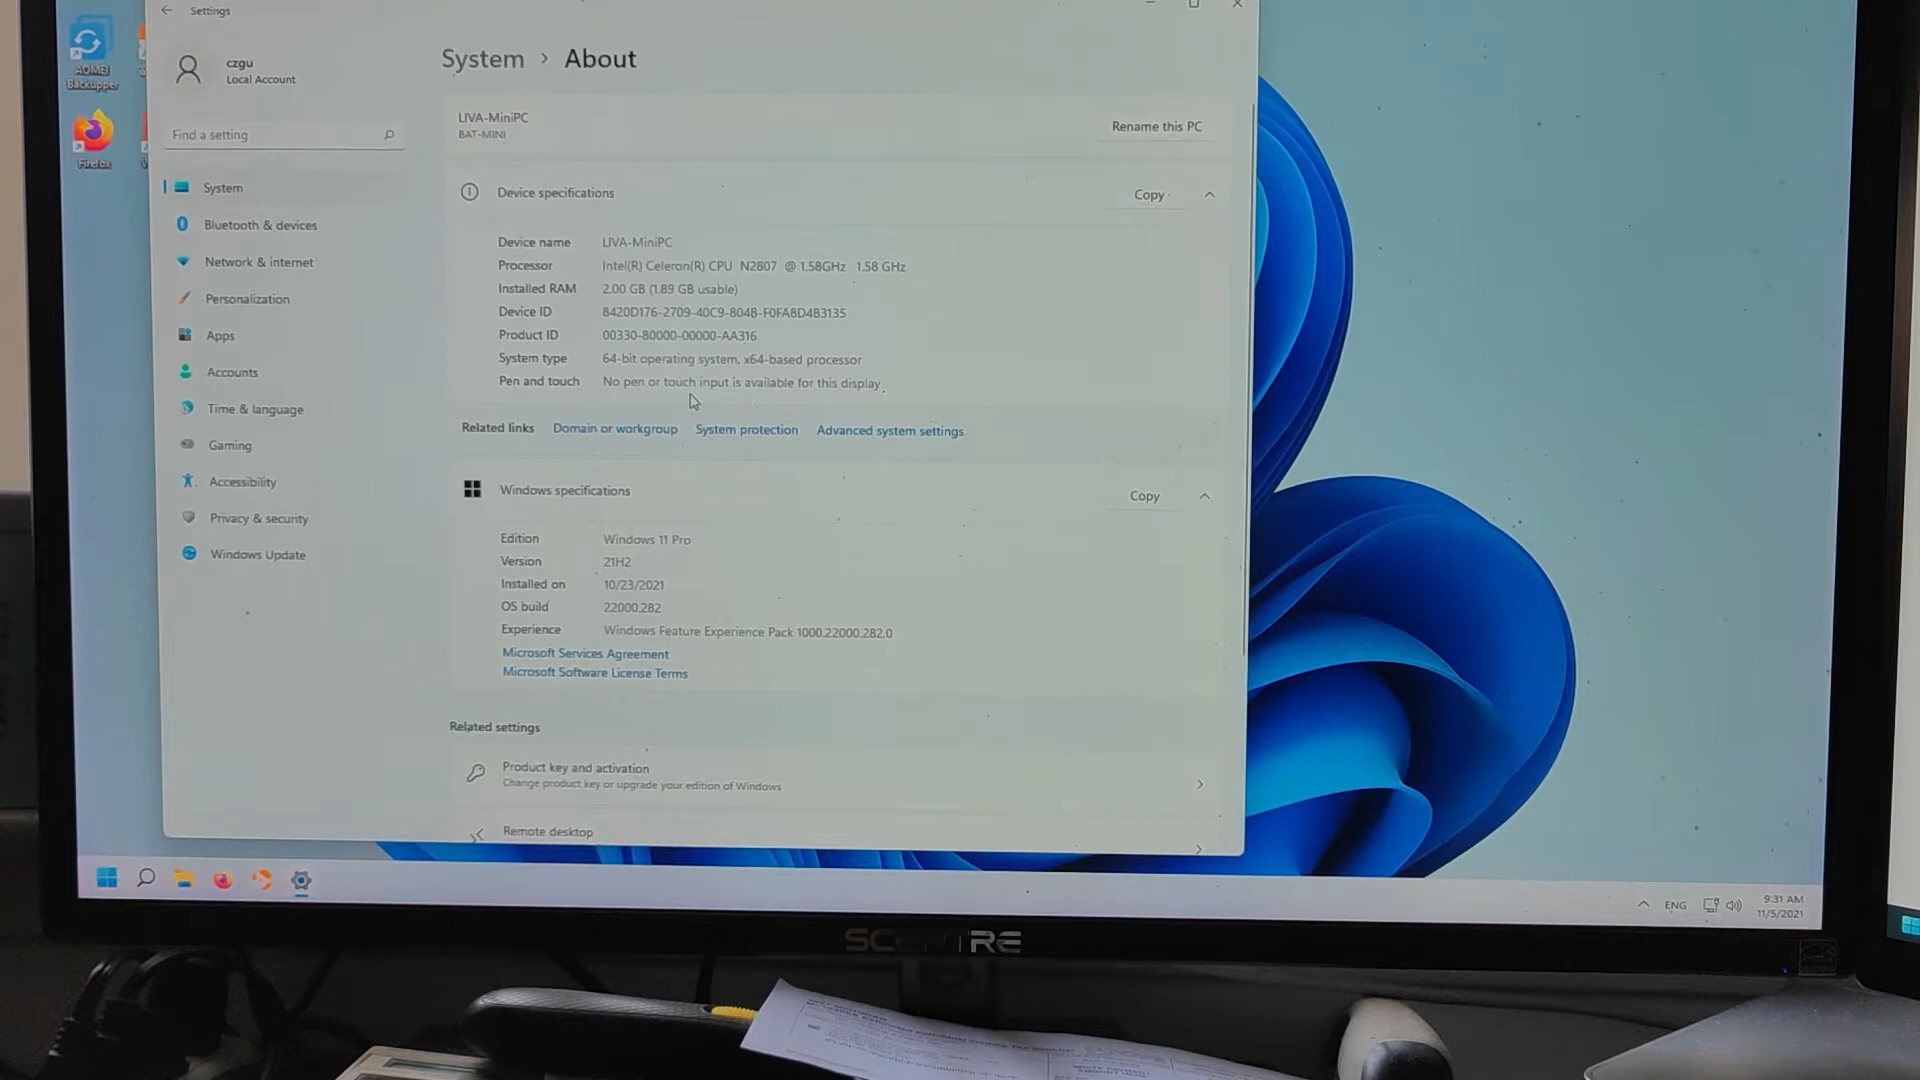 Settings
AOMEI
Backupper
Firefox
czgu
Local Account
Find a setting
System
Bluetooth & devices
Network & internet
Personalization
Apps
Accounts
Time & language
Gaming
Accessibility
Privacy & security
Windows Update
System > About
LIVA-MiniPC
BAT-MINI
Rename this PC
Device specifications
Copy
Device name LIVA-MiniPC
Processor Intel(R) Celeron(R) CPU N2807 @ 1.58GHz 1.58 GHz
Installed RAM 2.00 GB (1.89 GB usable)
Device ID 8420D176-2709-40C9-804B-F0FA8D4B3135
Product ID 00330-80000-00000-AA316
System type 64-bit operating system, x64-based processor
Pen and touch No pen or touch input is available for this display
Related links Domain or workgroup System protection Advanced system settings
Windows specifications
Copy
Edition Windows 11 Pro
Version 21H2
Installed on 10/23/2021
OS build 22000.282
Experience Windows Feature Experience Pack 1000.22000.282.0
Microsoft Services Agreement
Microsoft Software License Terms
Related settings
Product key and activation
Change product key or upgrade your edition of Windows
Remote desktop
ENG
9:31 AM
11/5/2021